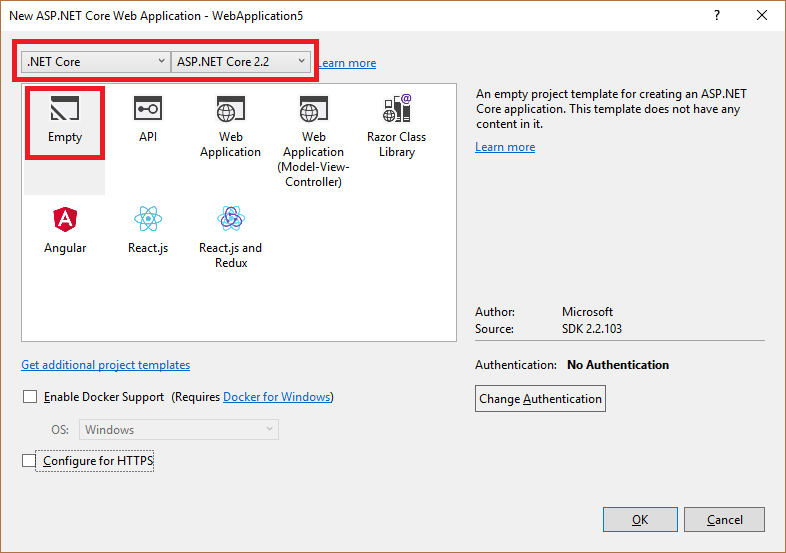 New ASP.NET Core Web Application - WebApplication5
?
.NET Core
ASP.NET Core 2.2
Learn more
Empty
API
Web
Application
Web
Application
(Model-View-
Controller)
Razor Class
Library
Angular
React.js
React.js and
Redux
An empty project template for creating an ASP.NET
Core application. This template does not have any
content in it.
Learn more
Author: Microsoft
Source: SDK 2.2.103
Get additional project templates
Authentication: No Authentication
Change Authentication
Enable Docker Support (Requires Docker for Windows)
OS: Windows
Configure for HTTPS
OK
Cancel